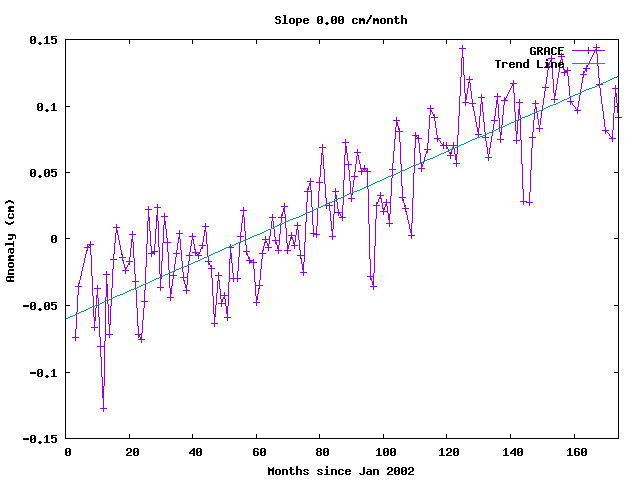 Slope 0.00 cm/month
GRACE
Trend Line
0.15
0.1
0.05
0
-0.05
-0.1
-0.15
Anomaly (cm)
0 20 40 60 80 100 120 140 160
Months since Jan 2002